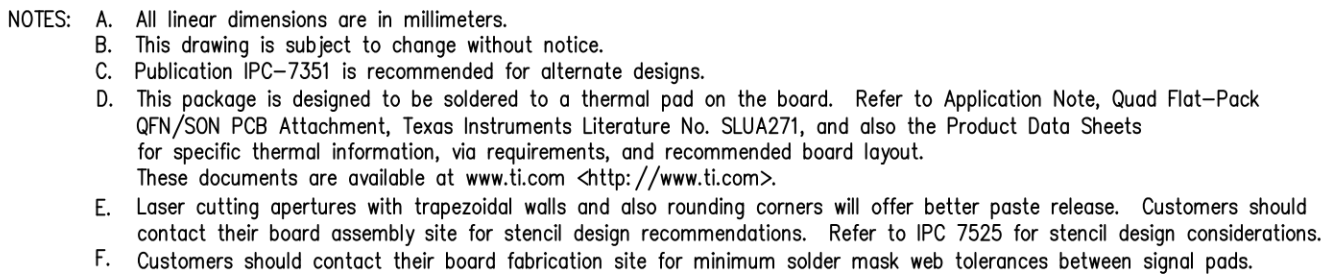 NOTES: A. All linear dimensions are in millimeters.
B. This drawing is subject to change without notice.
C. Publication IPC-7351 is recommended for alternate designs.
D. This package is designed to be soldered to a thermal pad on the board. Refer to Application Note, Quad Flat-Pack
QFN/SON PCB Attachment, Texas Instruments Literature No. SLUA271, and also the Product Data Sheets
for specific thermal information, via requirements, and recommended board layout.
These documents are available at www.ti.com <http://www.ti.com>.
E. Laser cutting apertures with trapezoidal walls and also rounding corners will offer better paste release. Customers should
contact their board assembly site for stencil design recommendations. Refer to IPC 7525 for stencil design considerations.
F. Customers should contact their board fabrication site for minimum solder mask web tolerances between signal pads.